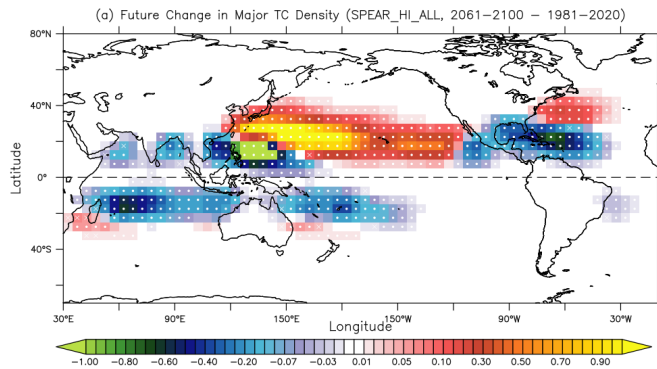 (a) Future Change in Major TC Density (SPEAR_HI_ALL, 2061−2100 − 1981−2020)
80°N
40°N
0°
40°S
Latitude
30°E 90°E 150°E 150°W 90°W 30°W
Longitude
-1.00 -0.80 -0.60 -0.40 -0.20 -0.07 -0.03 0.01 0.05 0.10 0.30 0.50 0.70 0.90